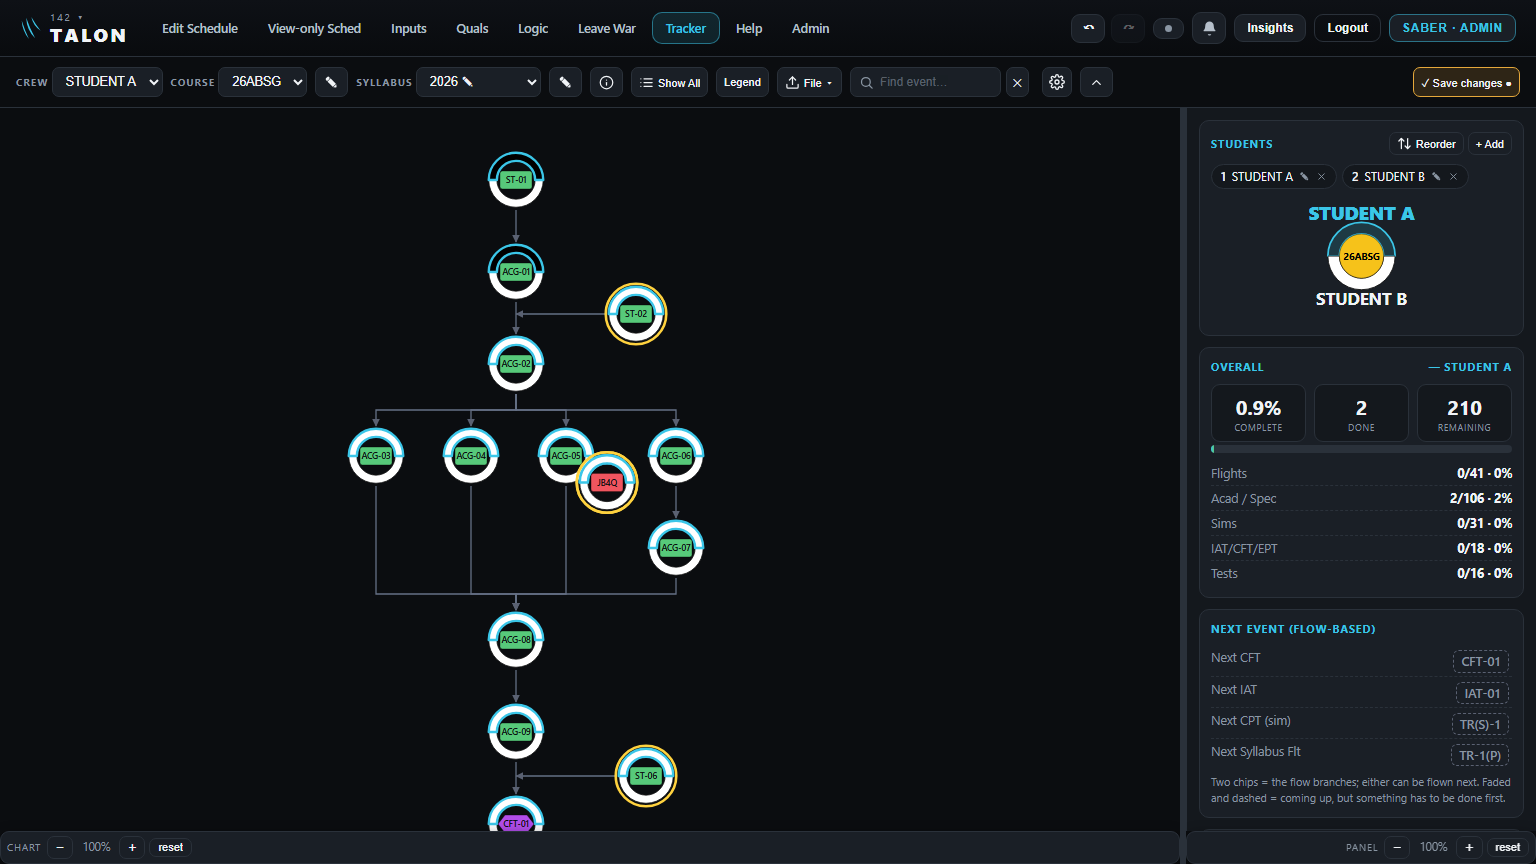 142
TALON
Edit Schedule
View-only Sched
Inputs
Quals
Logic
Leave War
Tracker
Help
Admin
Insights
Logout
SABER · ADMIN
CREW
STUDENT A
COURSE
26ABSG
SYLLABUS
2026
Show All
Legend
File
Find event...
✓ Save changes
ST-01
ACG-01
ST-02
ACG-02
ACG-03
ACG-04
ACG-05
ACG-06
JB4Q
ACG-07
ACG-08
ACG-09
ST-06
CFT-01
STUDENTS
Reorder
+ Add
1 STUDENT A
2 STUDENT B
STUDENT A
26ABSG
STUDENT B
OVERALL
— STUDENT A
0.9%
COMPLETE
2
DONE
210
REMAINING
Flights 0/41 · 0%
Acad / Spec 2/106 · 2%
Sims 0/31 · 0%
IAT/CFT/EPT 0/18 · 0%
Tests 0/16 · 0%
NEXT EVENT (FLOW-BASED)
Next CFT CFT-01
Next IAT IAT-01
Next CPT (sim) TR(S)-1
Next Syllabus Flt TR-1(P)
Two chips = the flow branches; either can be flown next. Faded
and dashed = coming up, but something has to be done first.
CHART − 100% + reset
PANEL − 100% + reset